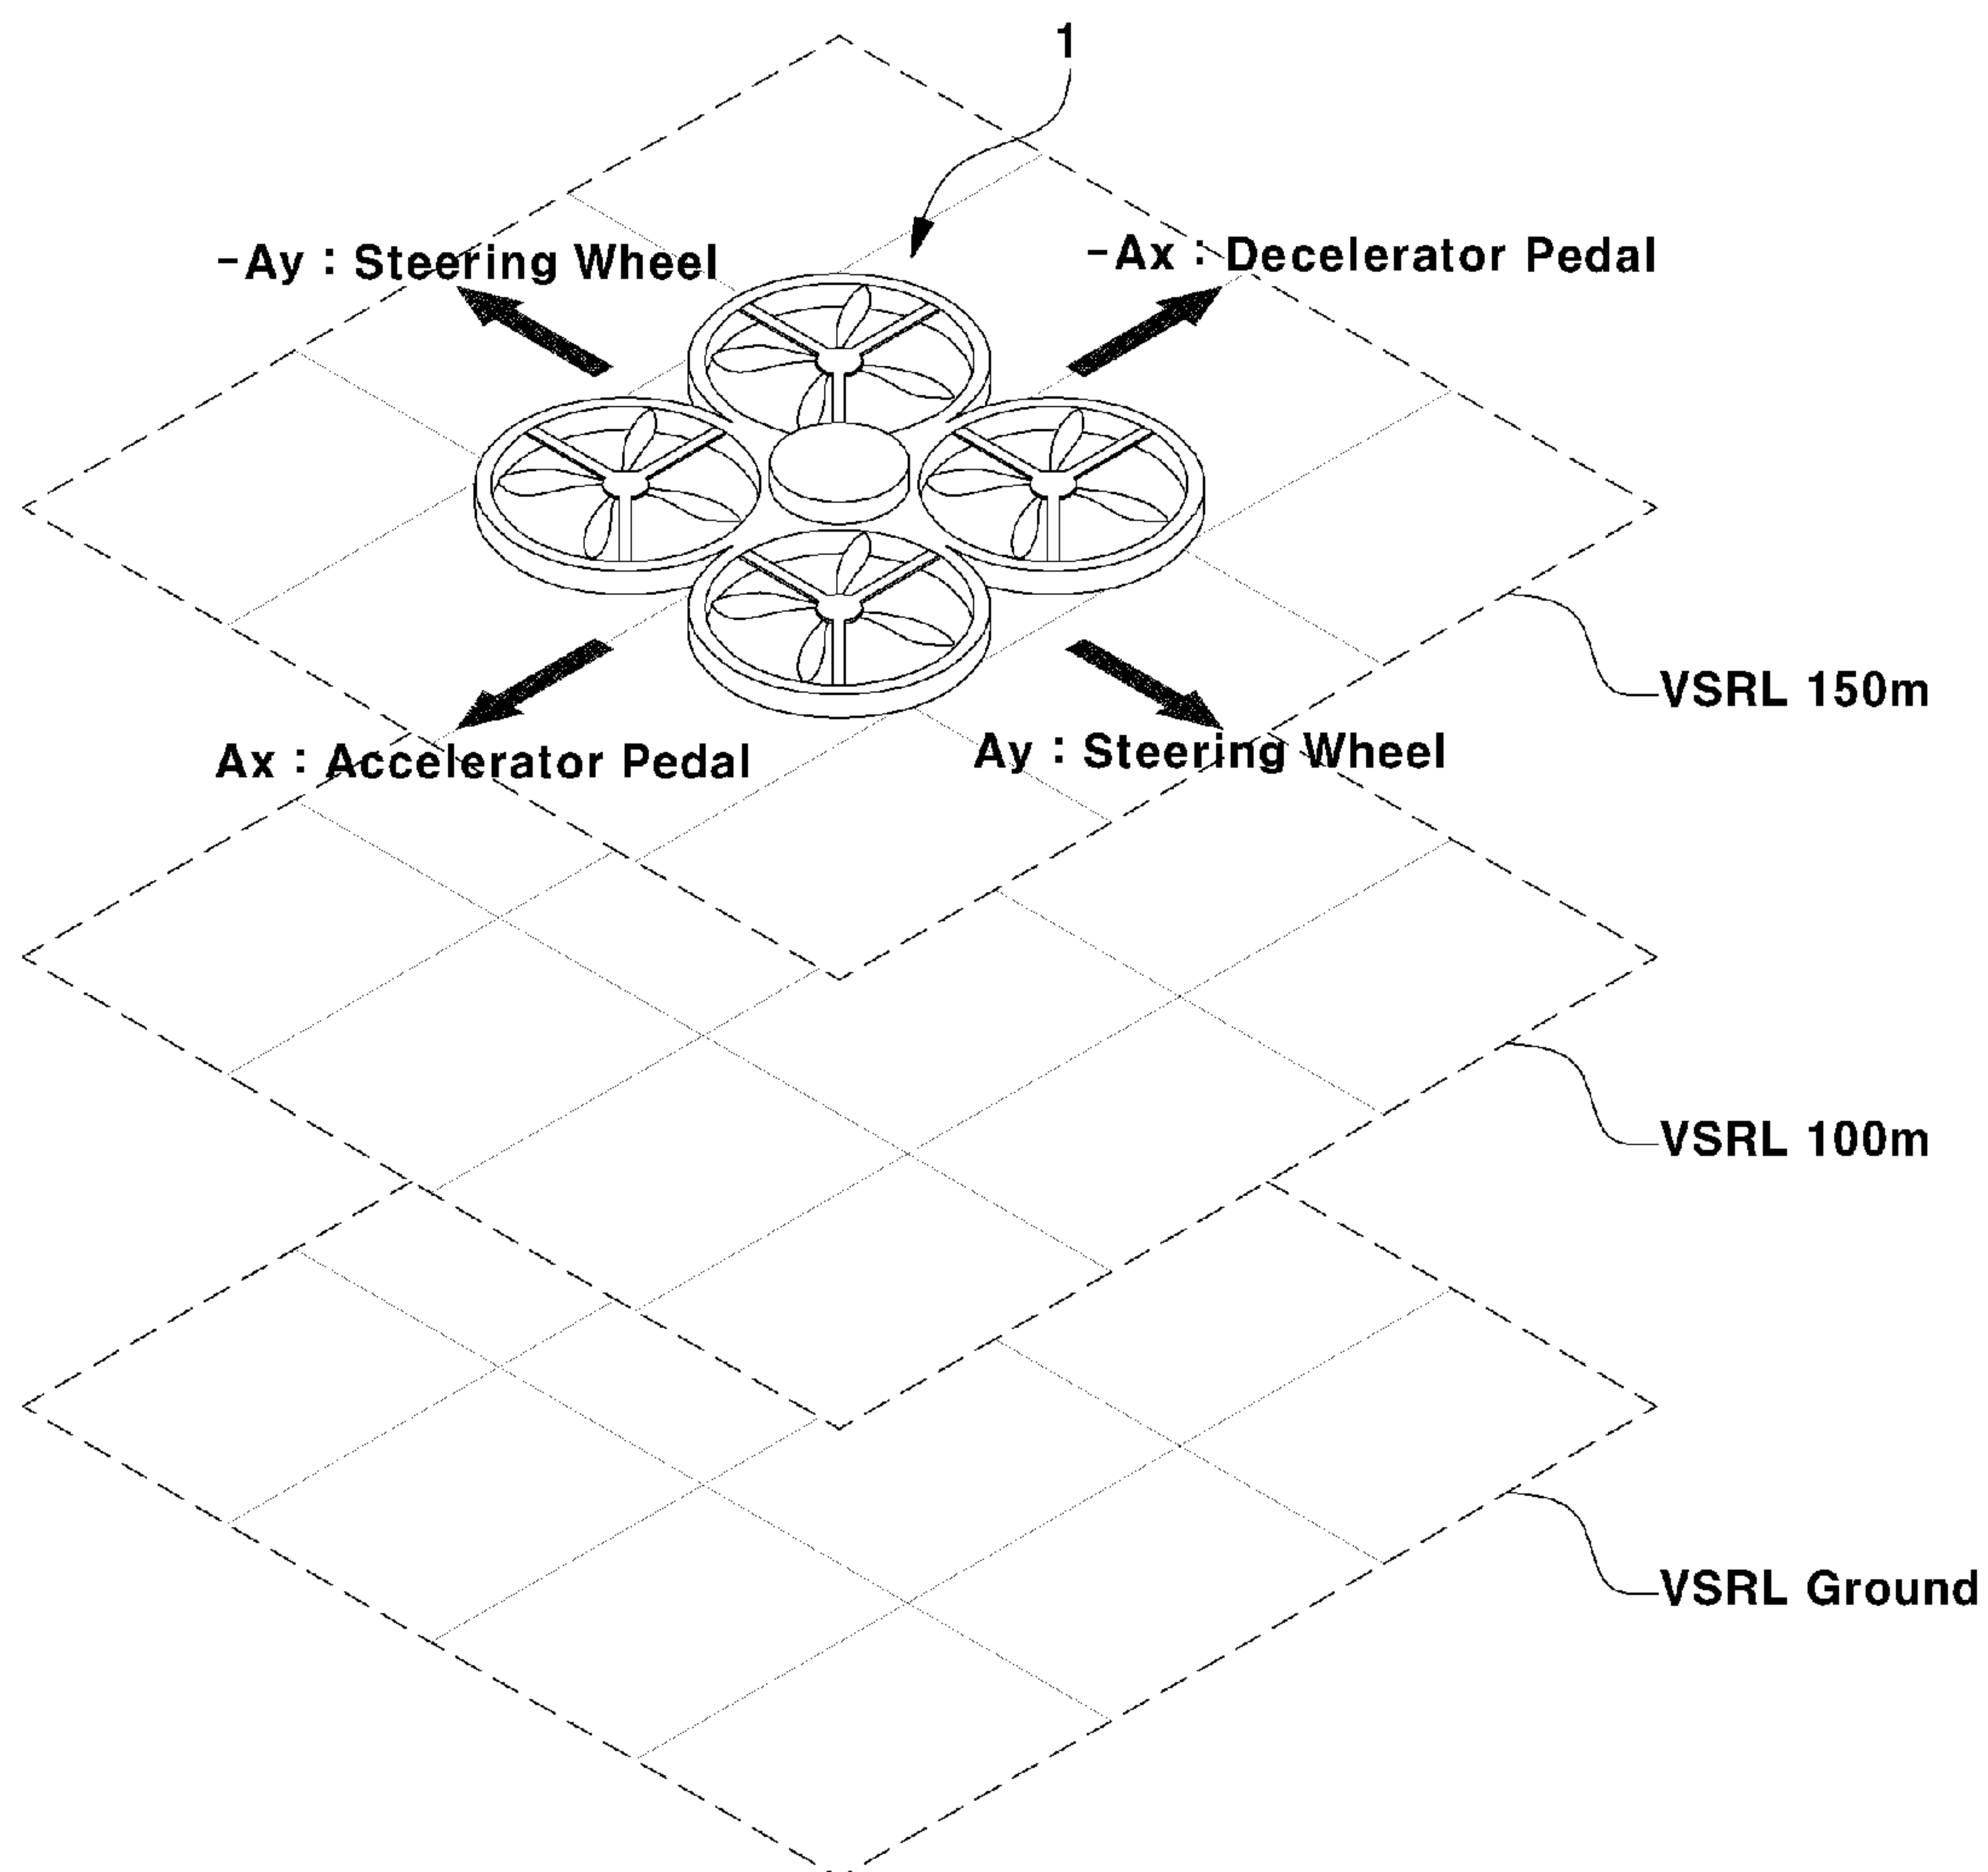 1
-Ay : Steering Wheel
-Ax : Decelerator Pedal
VSRL 150m
Ax : Accelerator Pedal
Ay : Steering Wheel
VSRL 100m
VSRL Ground